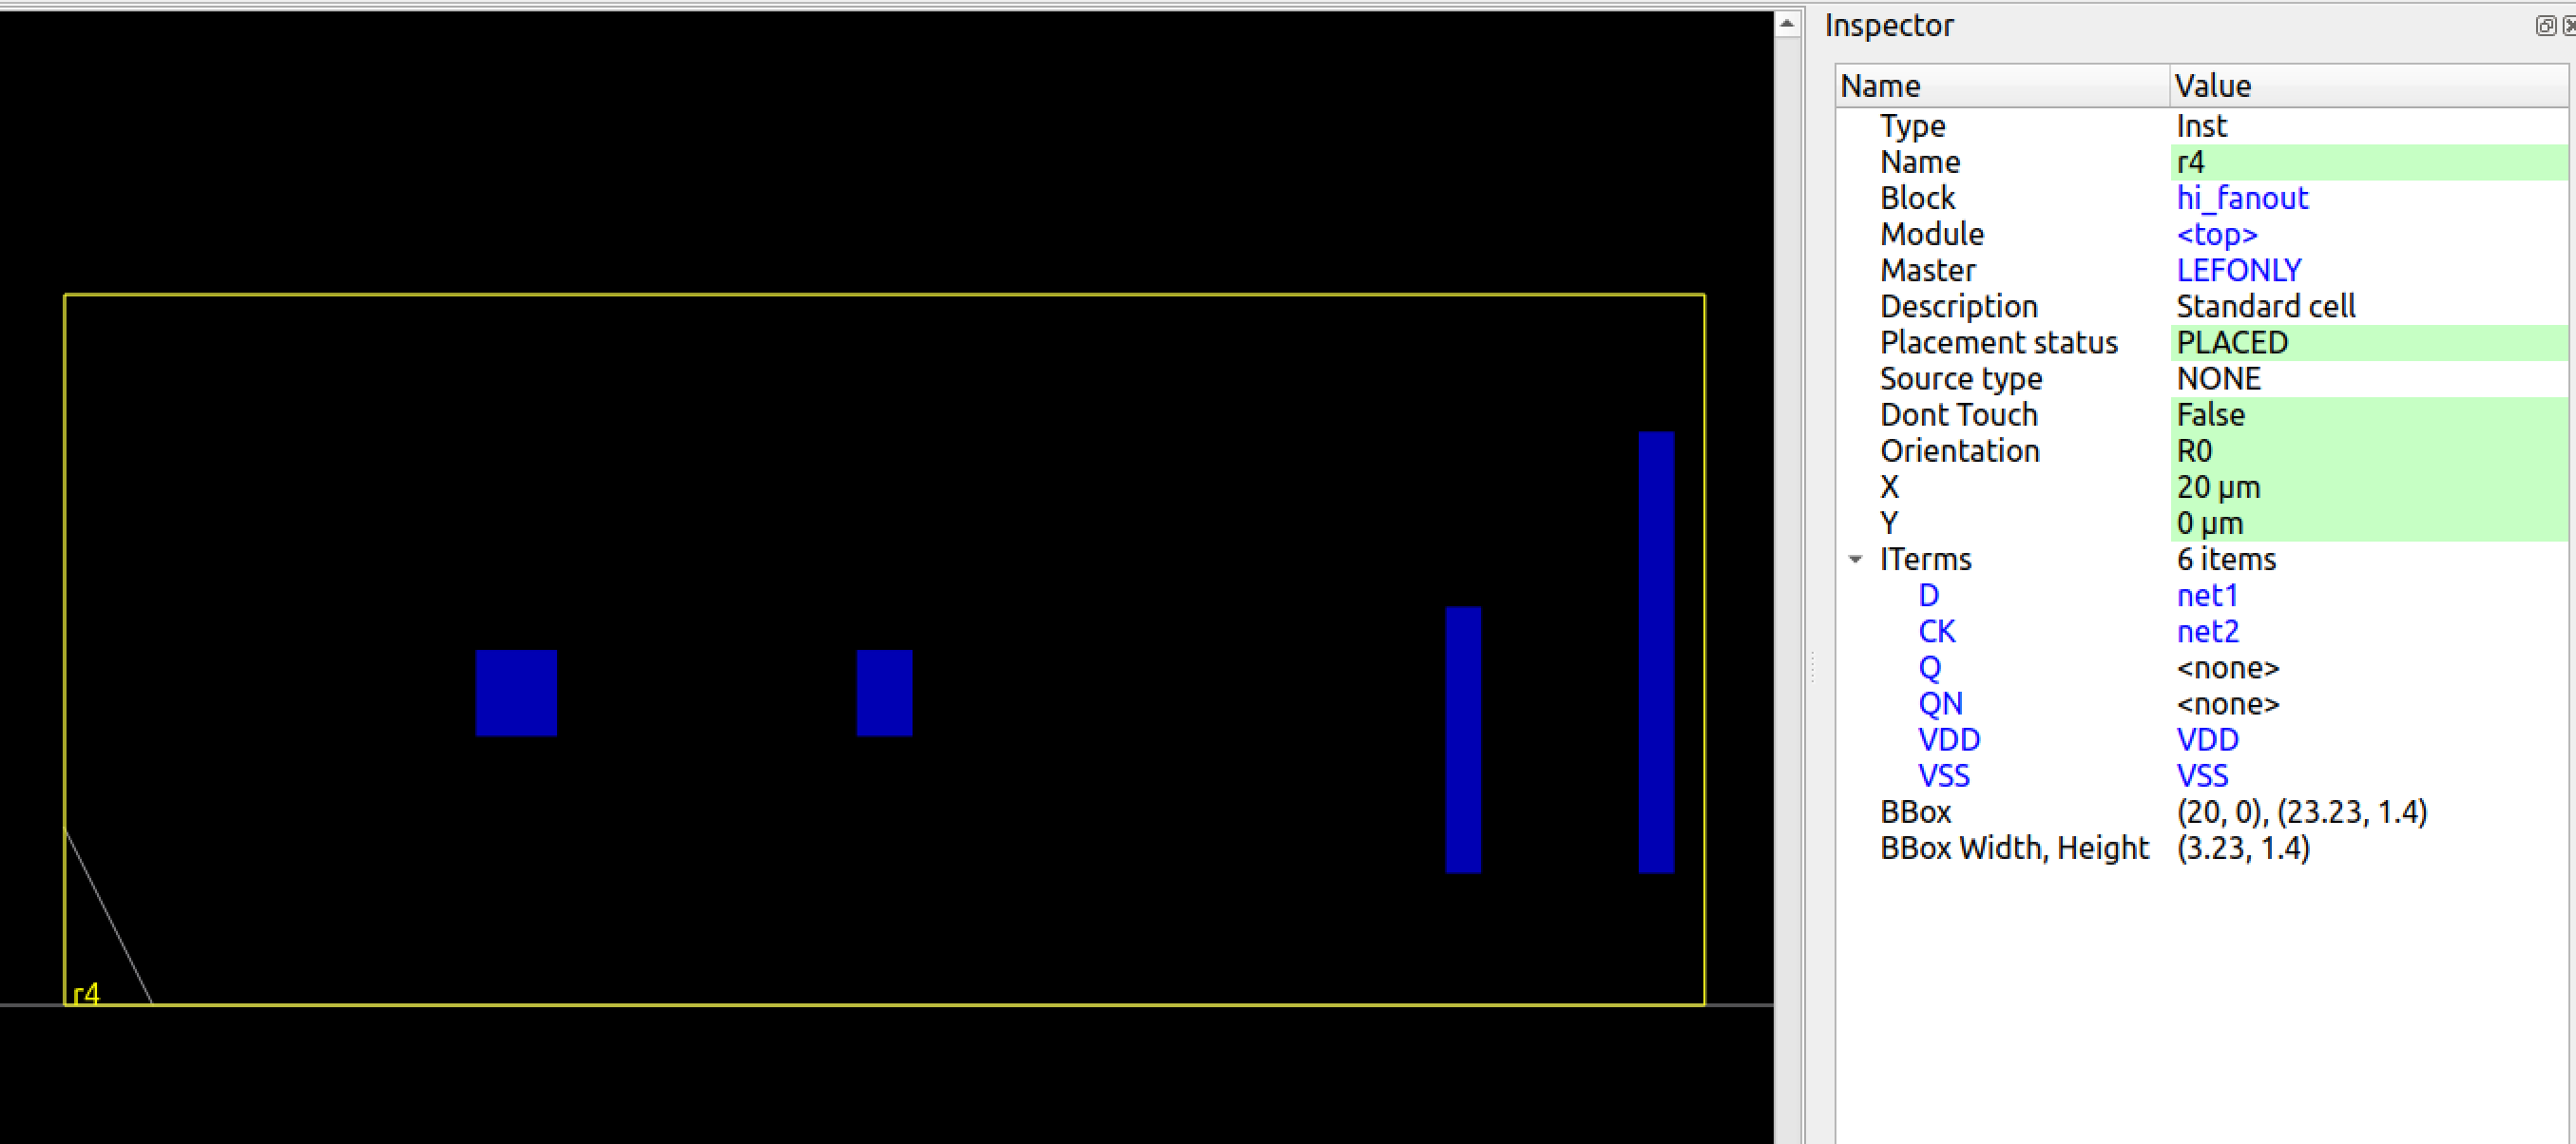 r4
Inspector
Name Value
Type Inst
Name r4
Block hi_fanout
Module <top>
Master LEFONLY
Description Standard cell
Placement status PLACED
Source type NONE
Dont Touch False
Orientation R0
X 20 µm
Y 0 µm
ITerms 6 items
D net1
CK net2
Q <none>
QN <none>
VDD VDD
VSS VSS
BBox (20, 0), (23.23, 1.4)
BBox Width, Height (3.23, 1.4)